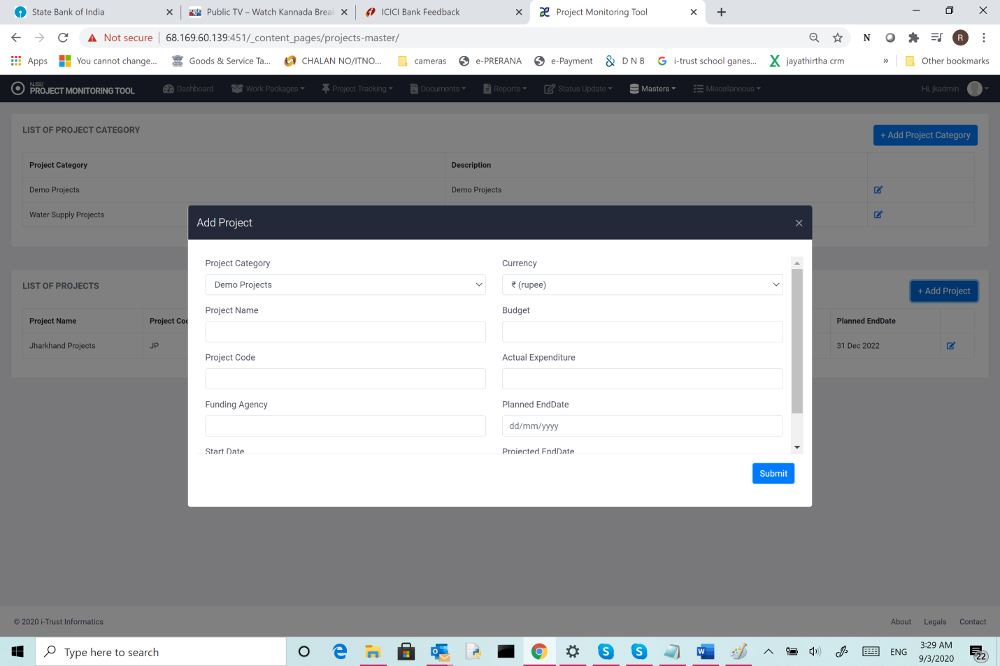 State Bank of India
Public TV – Watch Kannada Brea
ICICI Bank Feedback
Project Monitoring Tool
Not secure
68.169.60.139:451/_content_pages/projects-master/
N
R
Apps
You cannot change...
Goods & Service Ta...
CHALAN NO/ITNO...
cameras
e-PRERANA
e-Payment
D N B
i-trust school ganes...
jayathirtha crm
»
Other bookmarks
NJSEI
PROJECT MONITORING TOOL
Dashboard
Work Packages
Project Tracking
Documents
Reports
Status Update
Masters
Miscellaneous
Hi, jkadmin
LIST OF PROJECT CATEGORY
+ Add Project Category
Project Category
Description
Demo Projects
Demo Projects
Water Supply Projects
Add Project
Project Category
Currency
Demo Projects
₹ (rupee)
LIST OF PROJECTS
+ Add Project
Project Name
Budget
Project Name
Project Co
Planned EndDate
Jharkhand Projects
JP
31 Dec 2022
Project Code
Actual Expenditure
Funding Agency
Planned EndDate
dd/mm/yyyy
Start Date
Projected EndDate
Submit
© 2020 i-Trust Informatics
About
Legals
Contact
Type here to search
ENG
3:29 AM
9/3/2020
22